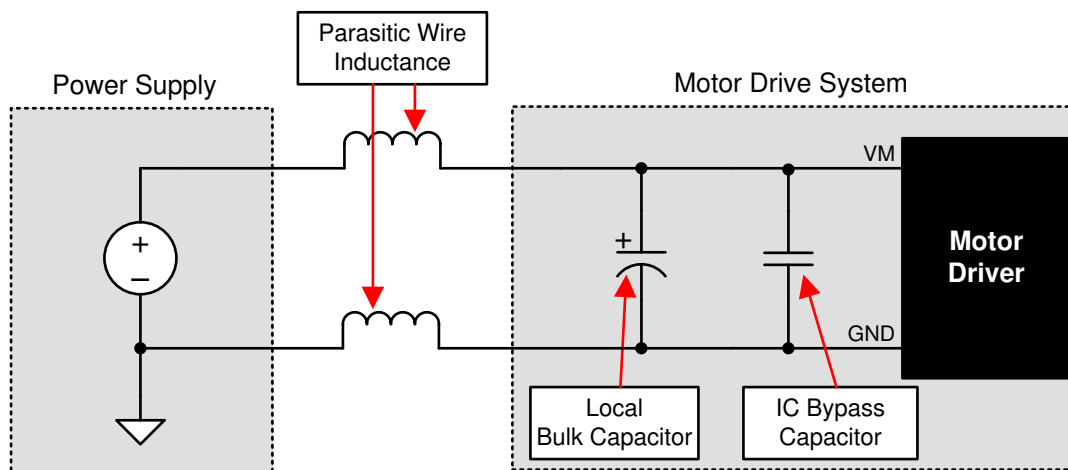 Parasitic Wire
Inductance
Power Supply
Motor Drive System
VM
+
–
+
Motor
Driver
GND
Local
Bulk Capacitor
IC Bypass
Capacitor